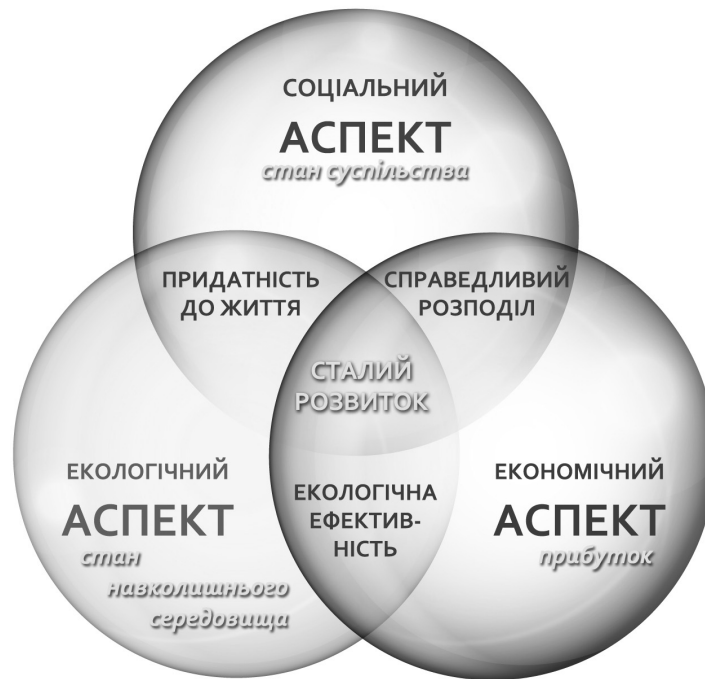 СОЦІАЛЬНИЙ
АСПЕКТ
стан суспільства
ПРИДАТНІСТЬ
ДО ЖИТТЯ
СПРАВЕДЛИВИЙ
РОЗПОДІЛ
СТАЛИЙ
РОЗВИТОК
ЕКОЛОГІЧНИЙ
АСПЕКТ
стан
навколишнього
середовища
ЕКОЛОГІЧНА
ЕФЕКТИВ-
НІСТЬ
ЕКОНОМІЧНИЙ
АСПЕКТ
прибуток